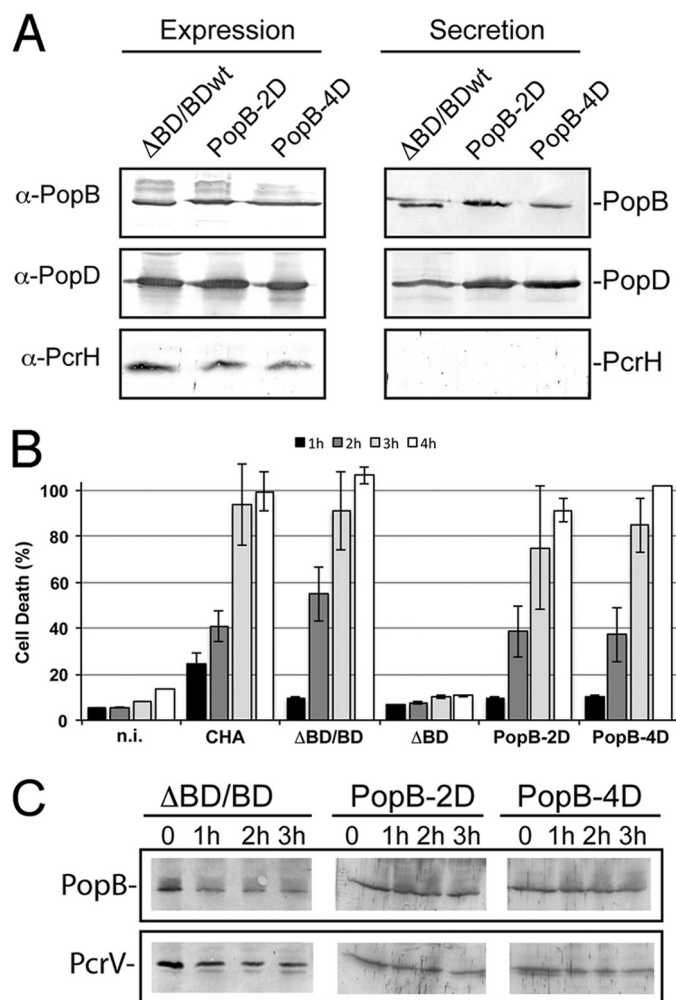 A
Expression Secretion
ΔBD/BDwt PopB-2D PopB-4D ΔBD/BDwt PopB-2D PopB-4D
α-PopB -PopB
α-PopD -PopD
α-PcrH -PcrH
B
1h 2h 3h 4h
Cell Death (%)
100
80
60
40
20
0
n.i. CHA ΔBD/BD ΔBD PopB-2D PopB-4D
C
ΔBD/BD PopB-2D PopB-4D
0 1h 2h 3h 0 1h 2h 3h 0 1h 2h 3h
PopB-
PcrV-